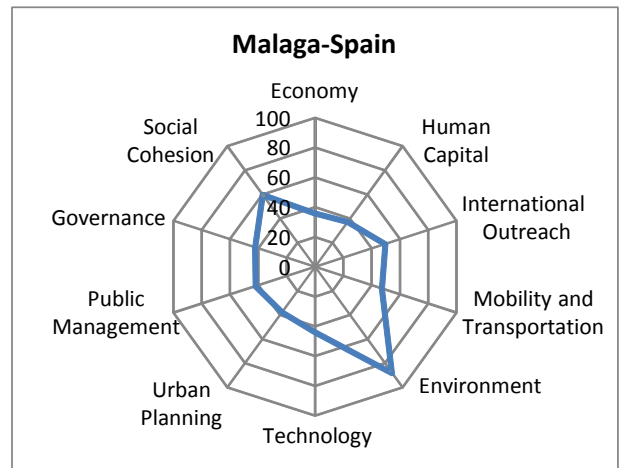 Malaga-Spain
Economy
Human
Capital
International
Outreach
Mobility and
Transportation
Environment
Technology
Urban
Planning
Public
Management
Governance
Social
Cohesion
100
80
60
40
20
0